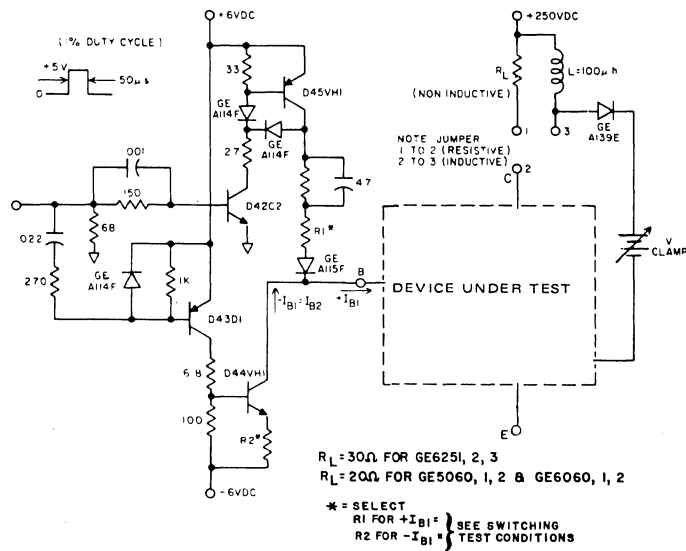 +6VDC
+250VDC
(1% DUTY CYCLE)
+5V
50μs
0
33
D45VH1
RL
L=100μh
GE
A114F
GE
A114F
(NON INDUCTIVE)
1
3
GE
A139E
27
NOTE JUMPER
1 TO 2 (RESISTIVE)
2 TO 3 (INDUCTIVE)
.001
C
2
47
150
D42C2
R1*
68
022
V
CLAMP
GE
A114F
GE
A115F
B
270
1K
-IB1=IB2
+IB1
DEVICE UNDER TEST
D43D1
6.8
D44VH1
100
R2*
E
RL=30Ω FOR GE6251, 2, 3
RL=20Ω FOR GE5060, 1, 2 & GE6060, 1, 2
-6VDC
*= SELECT
R1 FOR +IB1=
R2 FOR -IB1=
SEE SWITCHING
TEST CONDITIONS